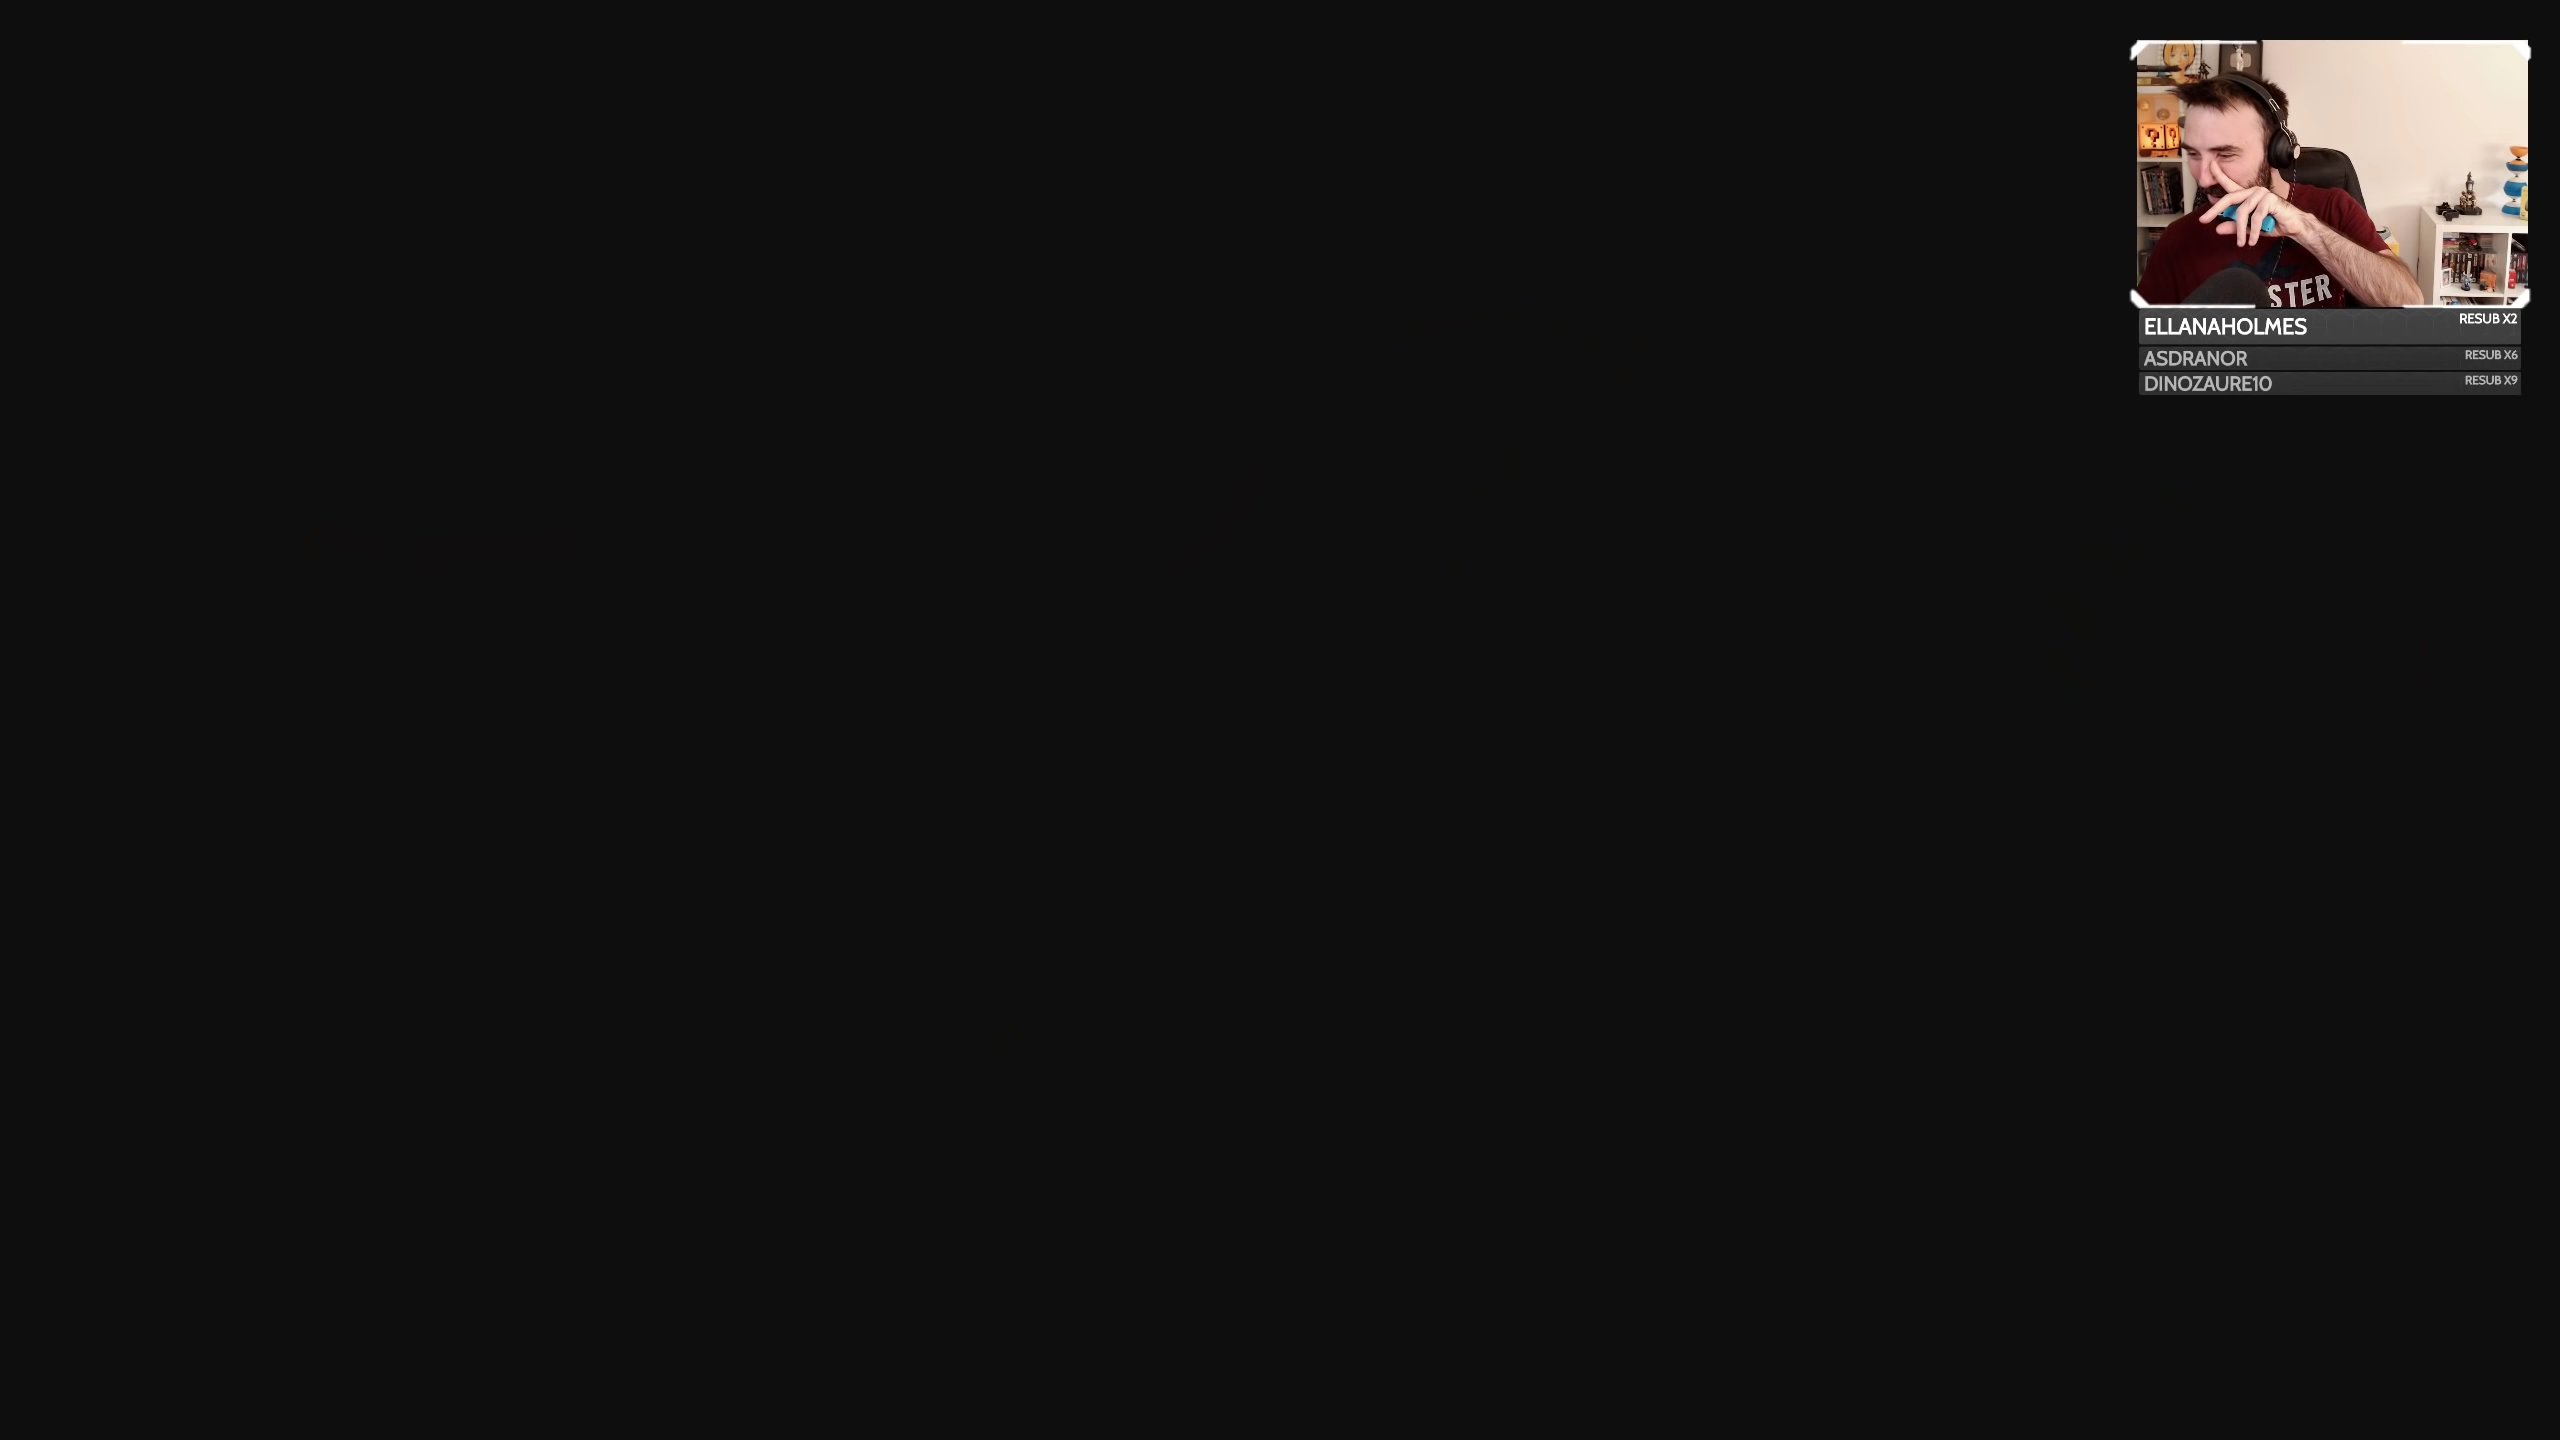 STER
ELLANAHOLMES RESUB X2
ASDRANOR RESUB X6
DINOZAURE10 RESUB X9